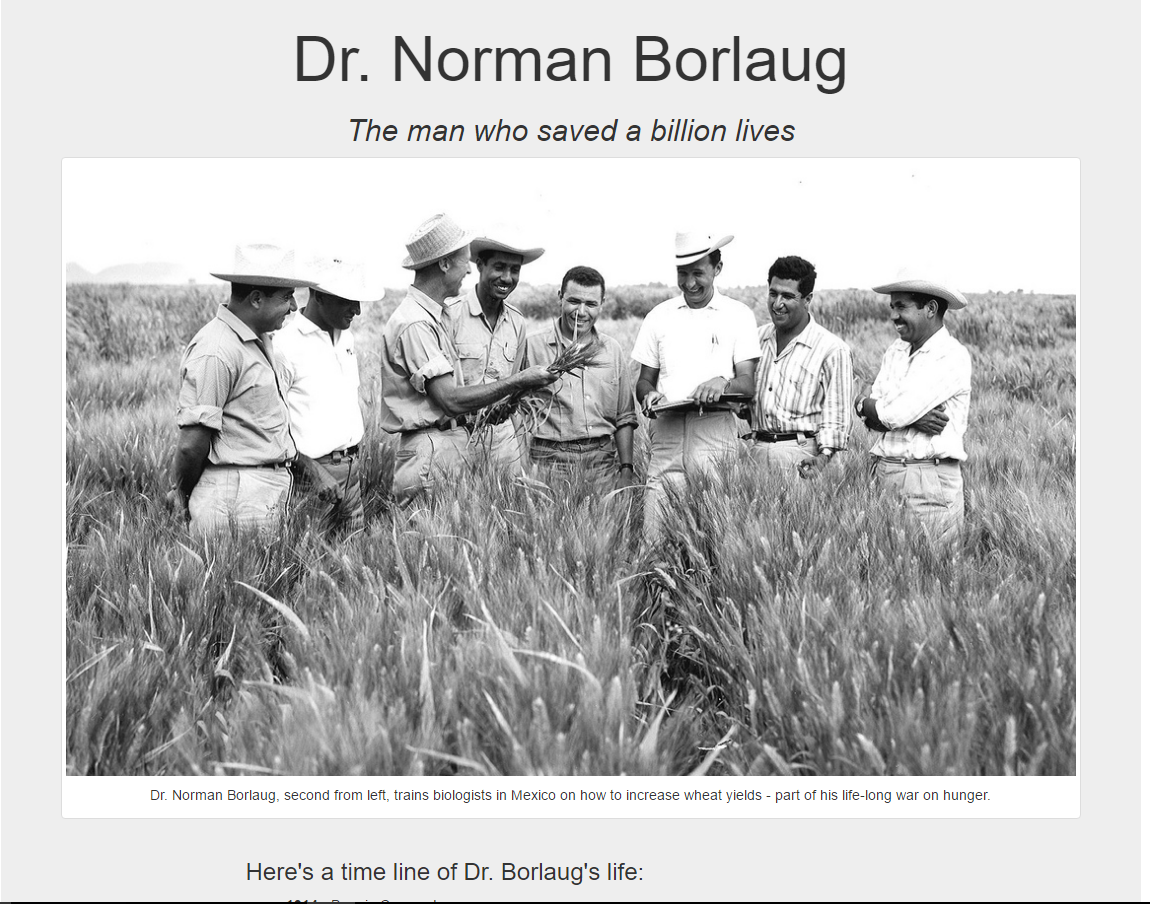 Dr. Norman Borlaug
The man who saved a billion lives
Dr. Norman Borlaug, second from left, trains biologists in Mexico on how to increase wheat yields - part of his life-long war on hunger.
Here's a time line of Dr. Borlaug's life: